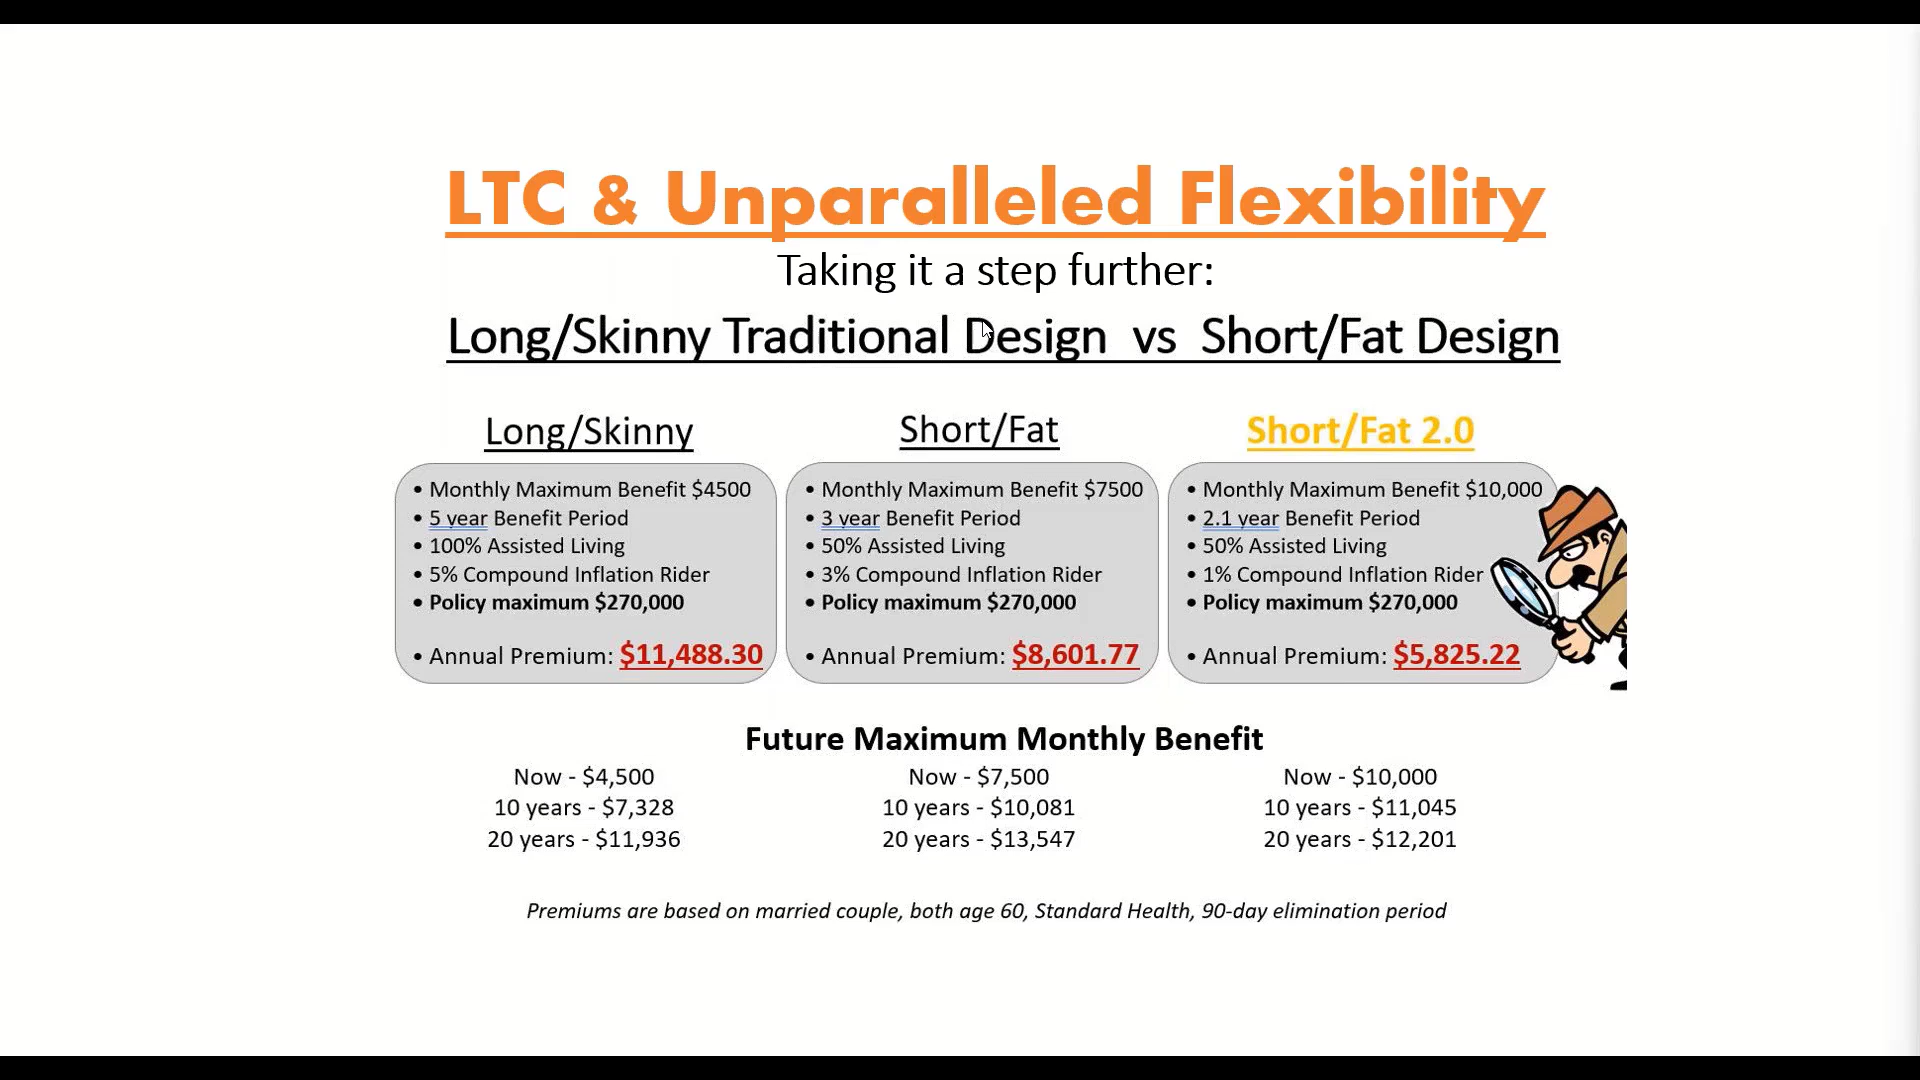 LTC & Unparalleled Flexibility
Taking it a step further:
Long/Skinny Traditional Design vs Short/Fat Design
Long/Skinny
• Monthly Maximum Benefit $4500
• 5 year Benefit Period
• 100% Assisted Living
• 5% Compound Inflation Rider
• Policy maximum $270,000
• Annual Premium: $11,488.30
Short/Fat
• Monthly Maximum Benefit $7500
• 3 year Benefit Period
• 50% Assisted Living
• 3% Compound Inflation Rider
• Policy maximum $270,000
• Annual Premium: $8,601.77
Short/Fat 2.0
• Monthly Maximum Benefit $10,000
• 2.1 year Benefit Period
• 50% Assisted Living
• 1% Compound Inflation Rider
• Policy maximum $270,000
• Annual Premium: $5,825.22
Future Maximum Monthly Benefit
Now - $4,500
10 years - $7,328
20 years - $11,936
Now - $7,500
10 years - $10,081
20 years - $13,547
Now - $10,000
10 years - $11,045
20 years - $12,201
Premiums are based on married couple, both age 60, Standard Health, 90-day elimination period